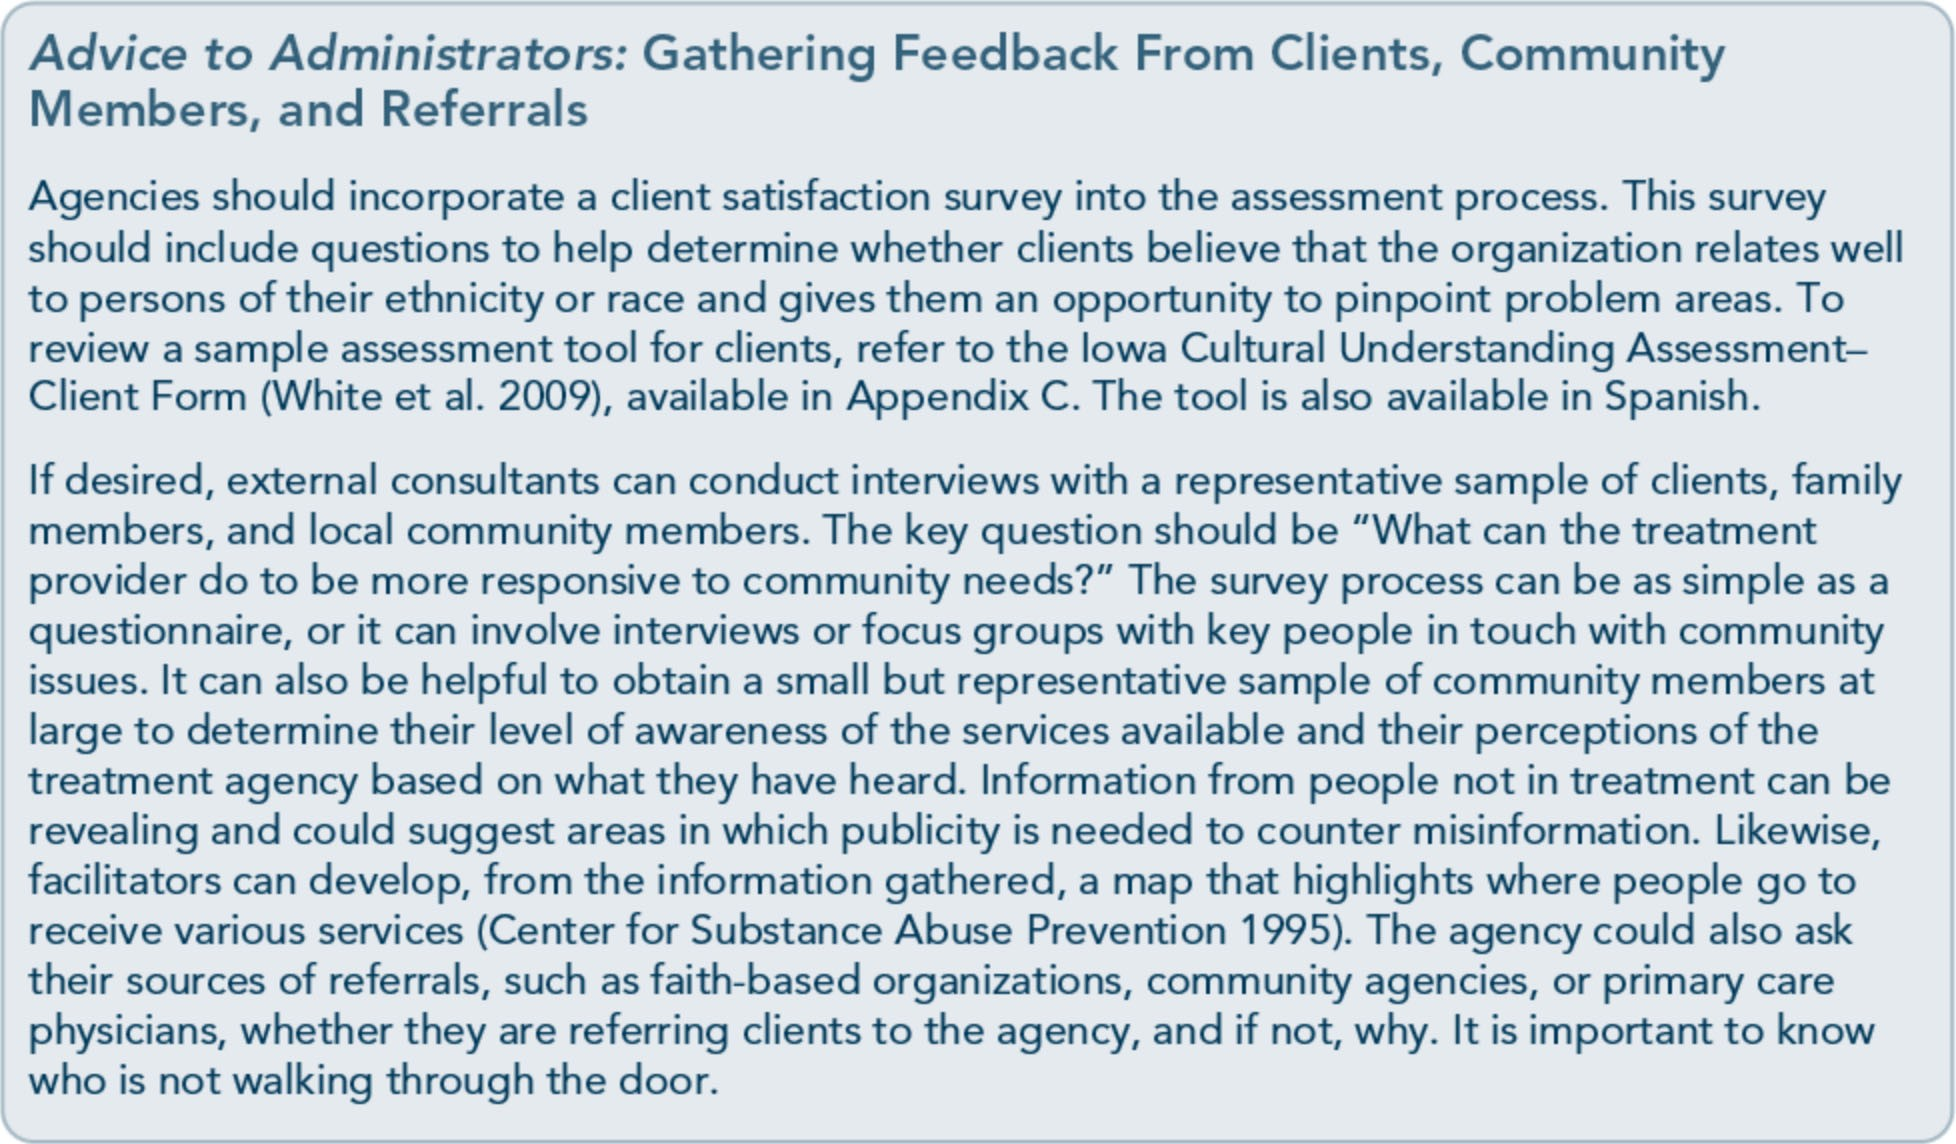 Advice to Administrators: Gathering Feedback From Clients, Community
Members, and Referrals
Agencies should incorporate a client satisfaction survey into the assessment process. This survey
should include questions to help determine whether clients believe that the organization relates well
to persons of their ethnicity or race and gives them an opportunity to pinpoint problem areas. To
review a sample assessment tool for clients, refer to the Iowa Cultural Understanding Assessment–
Client Form (White et al. 2009), available in Appendix C. The tool is also available in Spanish.
If desired, external consultants can conduct interviews with a representative sample of clients, family
members, and local community members. The key question should be “What can the treatment
provider do to be more responsive to community needs?” The survey process can be as simple as a
questionnaire, or it can involve interviews or focus groups with key people in touch with community
issues. It can also be helpful to obtain a small but representative sample of community members at
large to determine their level of awareness of the services available and their perceptions of the
treatment agency based on what they have heard. Information from people not in treatment can be
revealing and could suggest areas in which publicity is needed to counter misinformation. Likewise,
facilitators can develop, from the information gathered, a map that highlights where people go to
receive various services (Center for Substance Abuse Prevention 1995). The agency could also ask
their sources of referrals, such as faith-based organizations, community agencies, or primary care
physicians, whether they are referring clients to the agency, and if not, why. It is important to know
who is not walking through the door.